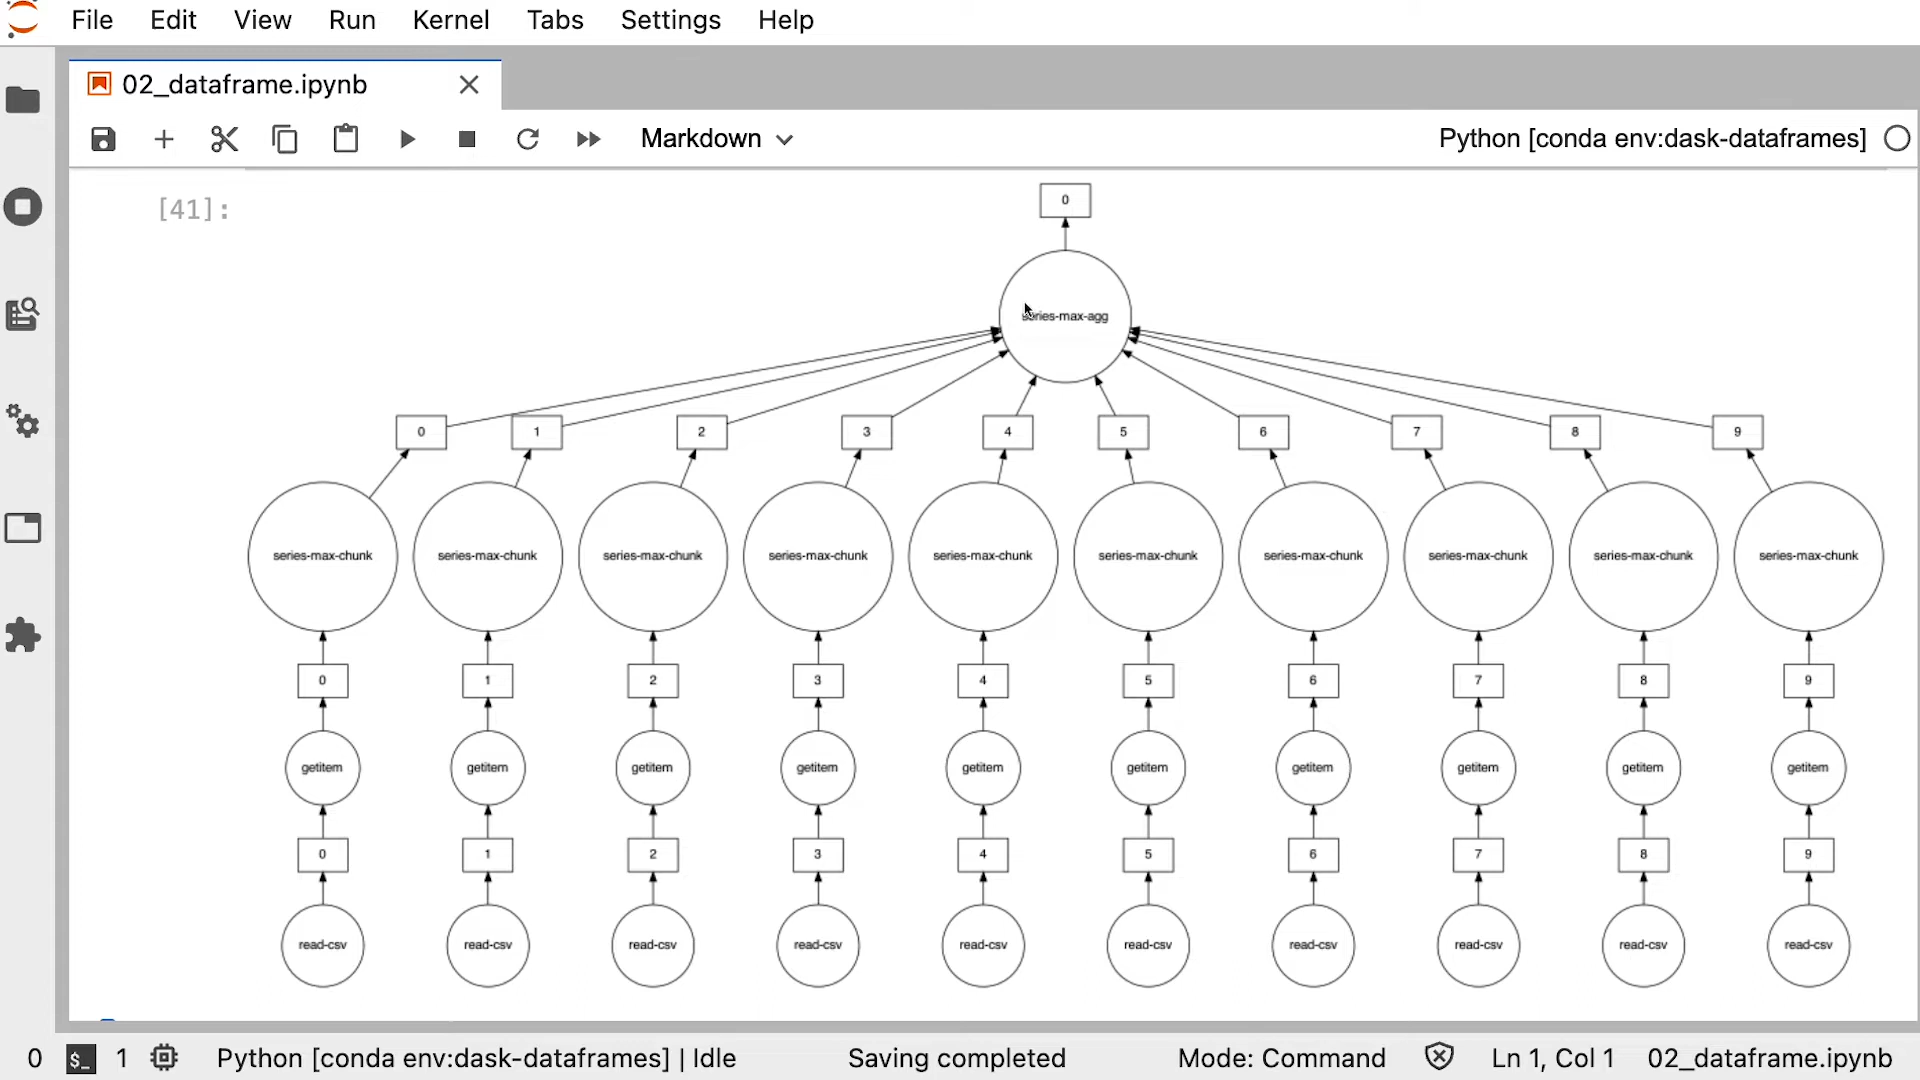 File Edit View Run Kernel Tabs Settings Help
02_dataframe.ipynb
Markdown Python [conda env:dask-dataframes]
[41]:
0
series-max-agg
0 1 2 3 4 5 6 7 8 9
series-max-chunk series-max-chunk series-max-chunk series-max-chunk series-max-chunk series-max-chunk series-max-chunk series-max-chunk series-max-chunk series-max-chunk
0 1 2 3 4 5 6 7 8 9
getitem getitem getitem getitem getitem getitem getitem getitem getitem getitem
0 1 2 3 4 5 6 7 8 9
read-csv read-csv read-csv read-csv read-csv read-csv read-csv read-csv read-csv read-csv
0 $_ 1 Python [conda env:dask-dataframes] | Idle Saving completed Mode: Command Ln 1, Col 1 02_dataframe.ipynb